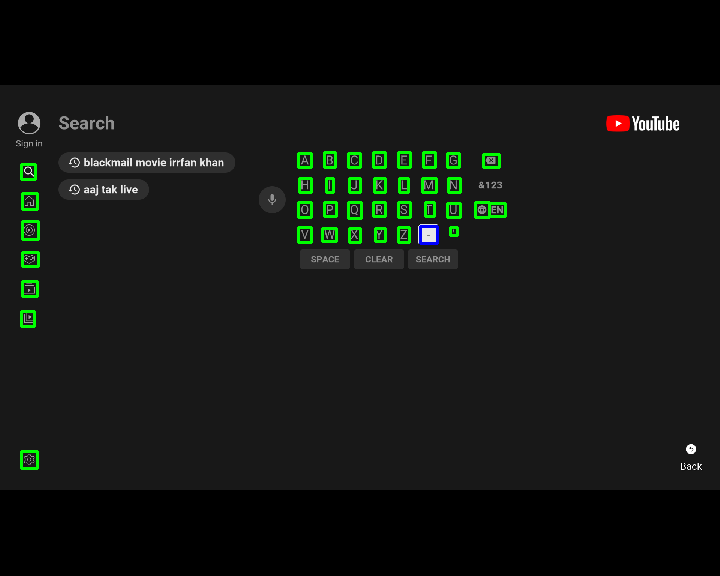 Search
YouTube
Sign in
blackmail movie irrfan khan
aaj tak live
A B C D E F G
H I J K L M N &123
O P Q R S T U EN
V W X Y Z - '
SPACE CLEAR SEARCH
Back